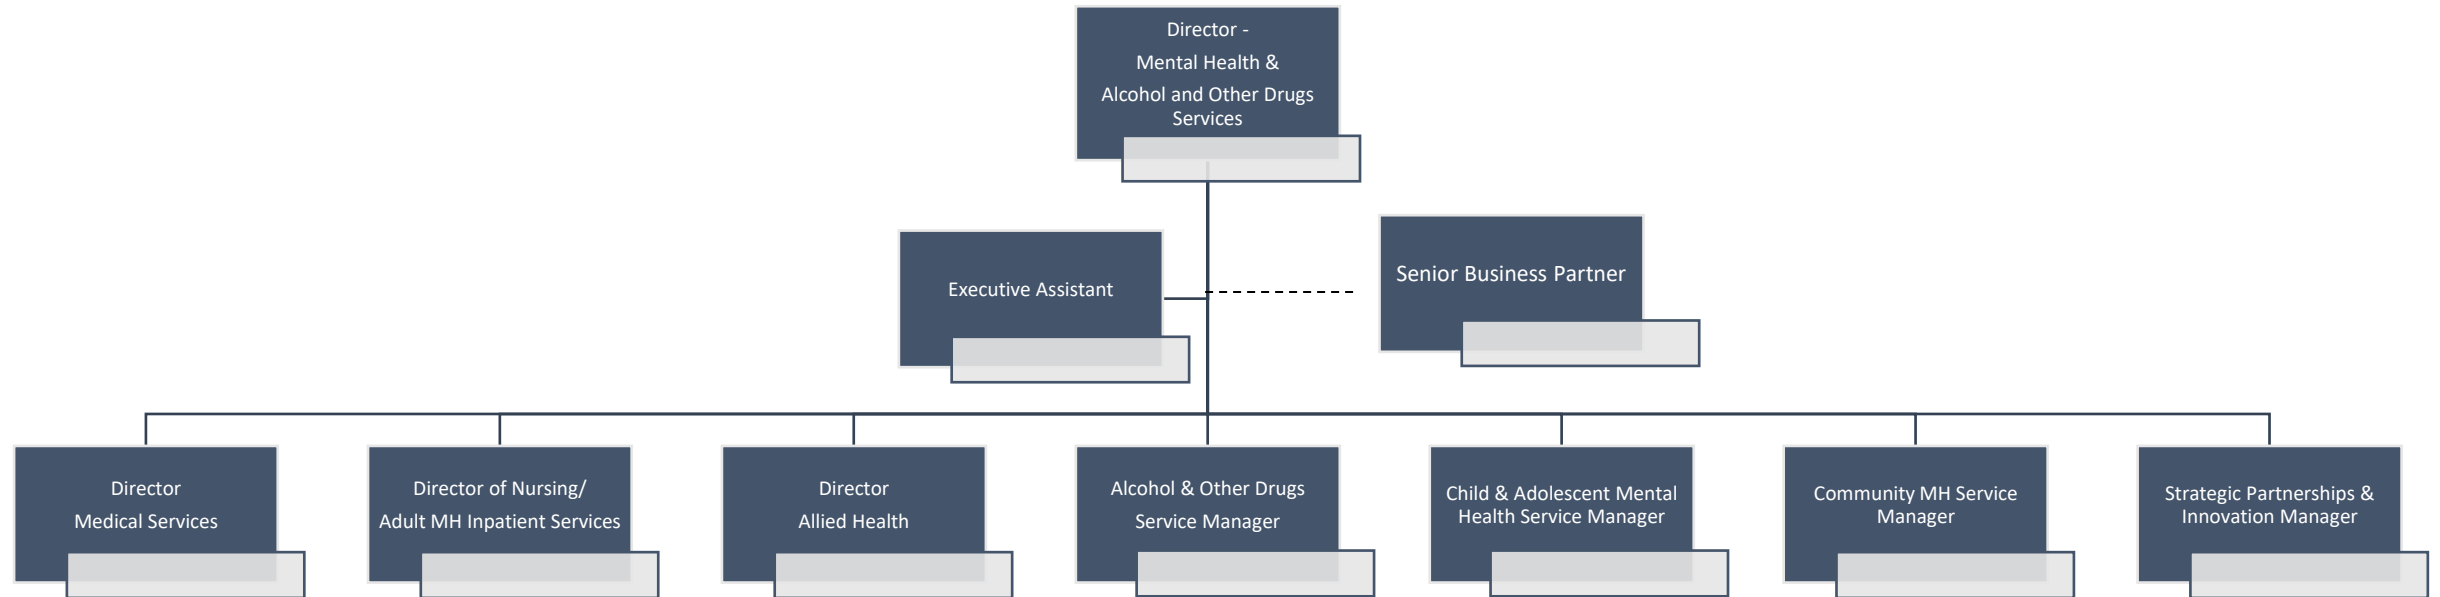 Director -
Mental Health &
Alcohol and Other Drugs
Services
Executive Assistant
Senior Business Partner
Director
Medical Services
Director of Nursing/
Adult MH Inpatient Services
Director
Allied Health
Alcohol & Other Drugs
Service Manager
Child & Adolescent Mental
Health Service Manager
Community MH Service
Manager
Strategic Partnerships &
Innovation Manager